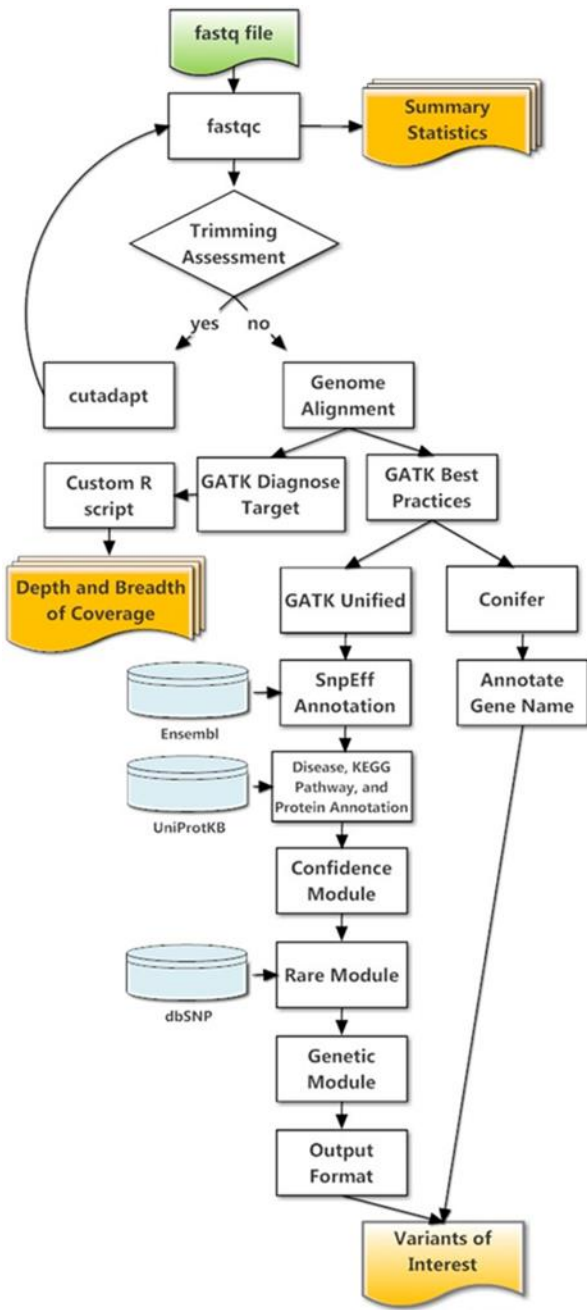 fastq file
fastqc
Summary
Statistics
Trimming
Assessment
yes
no
cutadapt
Genome
Alignment
Custom R
script
GATK Diagnose
Target
GATK Best
Practices
Depth and Breadth
of Coverage
GATK Unified
Conifer
Ensembl
SnpEff
Annotation
Annotate
Gene Name
UniProtKB
Disease, KEGG
Pathway, and
Protein Annotation
Confidence
Module
dbSNP
Rare Module
Genetic
Module
Output
Format
Variants of
Interest